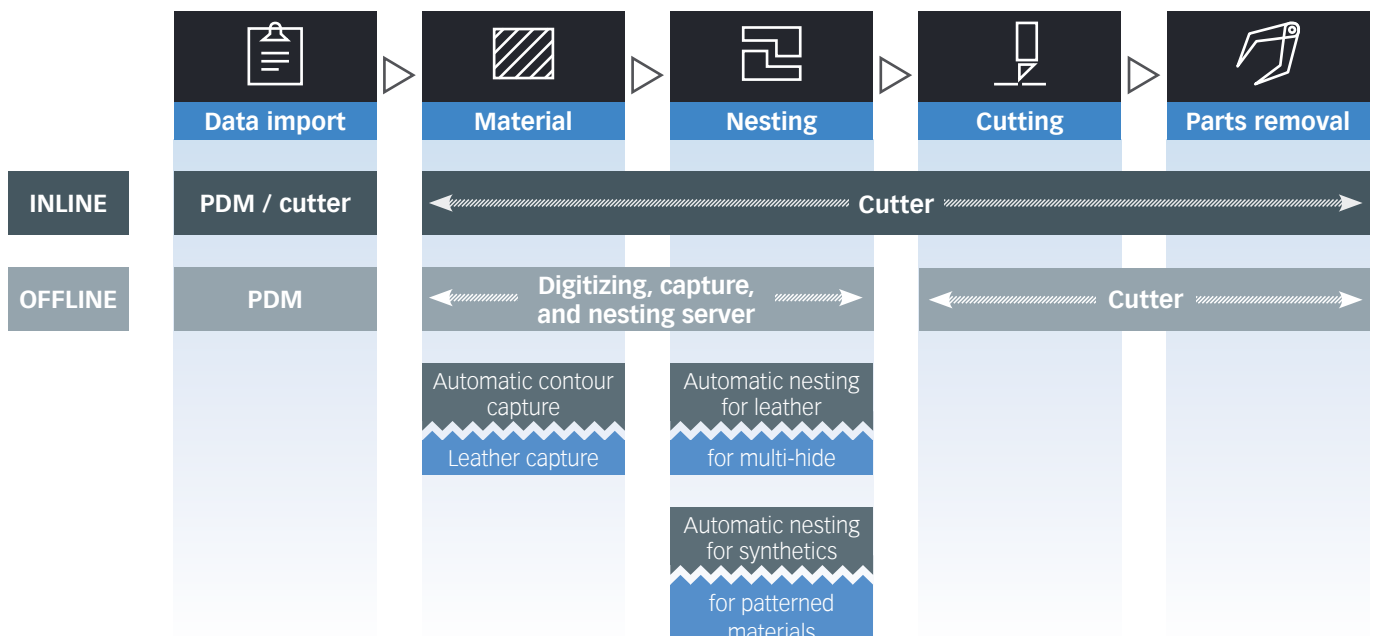 Data import
Material
Nesting
Cutting
Parts removal
INLINE
PDM / cutter
Cutter
OFFLINE
PDM
Digitizing, capture,
and nesting server
Cutter
Automatic contour
capture
Leather capture
Automatic nesting
for leather
for multi-hide
Automatic nesting
for synthetics
for patterned
materials